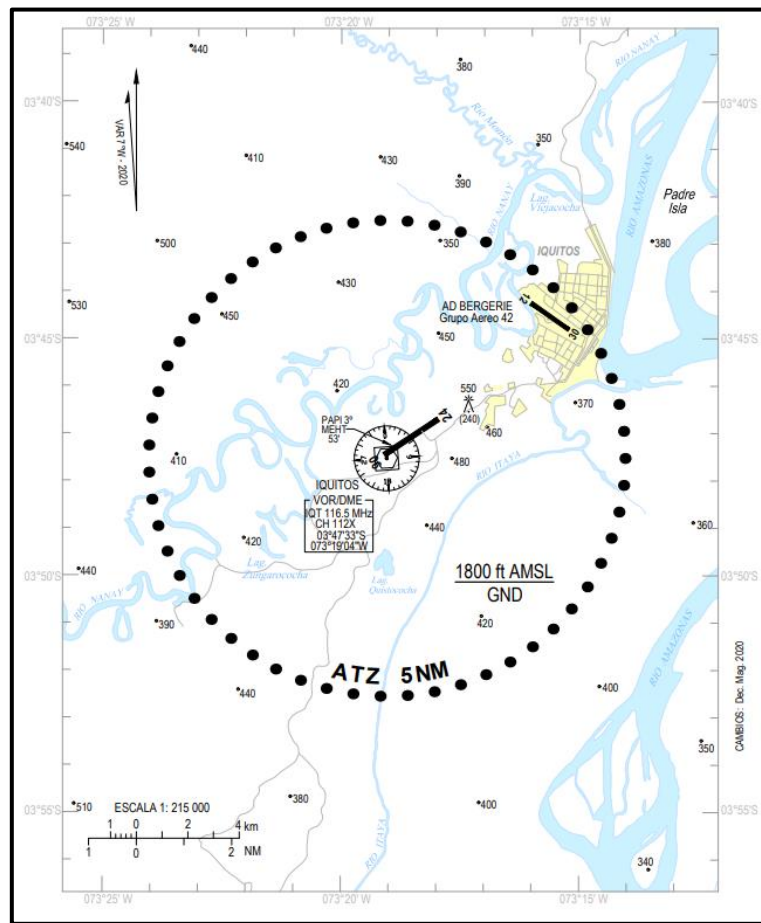 073°20'W
073°15'W
440
380
RIO NANAY
03°40'S
03°40'S
VAR 7°W - 2020
Rio Momón
540
410
430
350
390
Lag.
Viejacocha
RIO AMAZONAS
Padre
Isla
RIO NANAY
500
350
IQUITOS
380
430
530
450
AD BERGERIE
Grupo Aereo 42
12
30
03°45'S
03°45'S
450
420
550
(240)
370
PAPI 3°
MEHT
53'
24
460
06
410
480
RIO ITAYA
IQUITOS
VOR/DME
IQT 116.5 MHz
CH 112X
03°47'33"S
073°19'04"W
440
360
420
Lag.
Zungarococha
Lag.
Quistococha
1800 ft AMSL
GND
440
03°50'S
03°50'S
RIO NANAY
390
420
ATZ 5NM
RIO AMAZONAS
440
400
CAMBIOS: Dec. Mag. 2020
350
510
ESCALA 1: 215 000
380
400
03°55'S
03°55'S
1 0 2 4 km
1 0 2 NM
RIO ITAYA
340
073°25'W
073°20'W
073°15'W